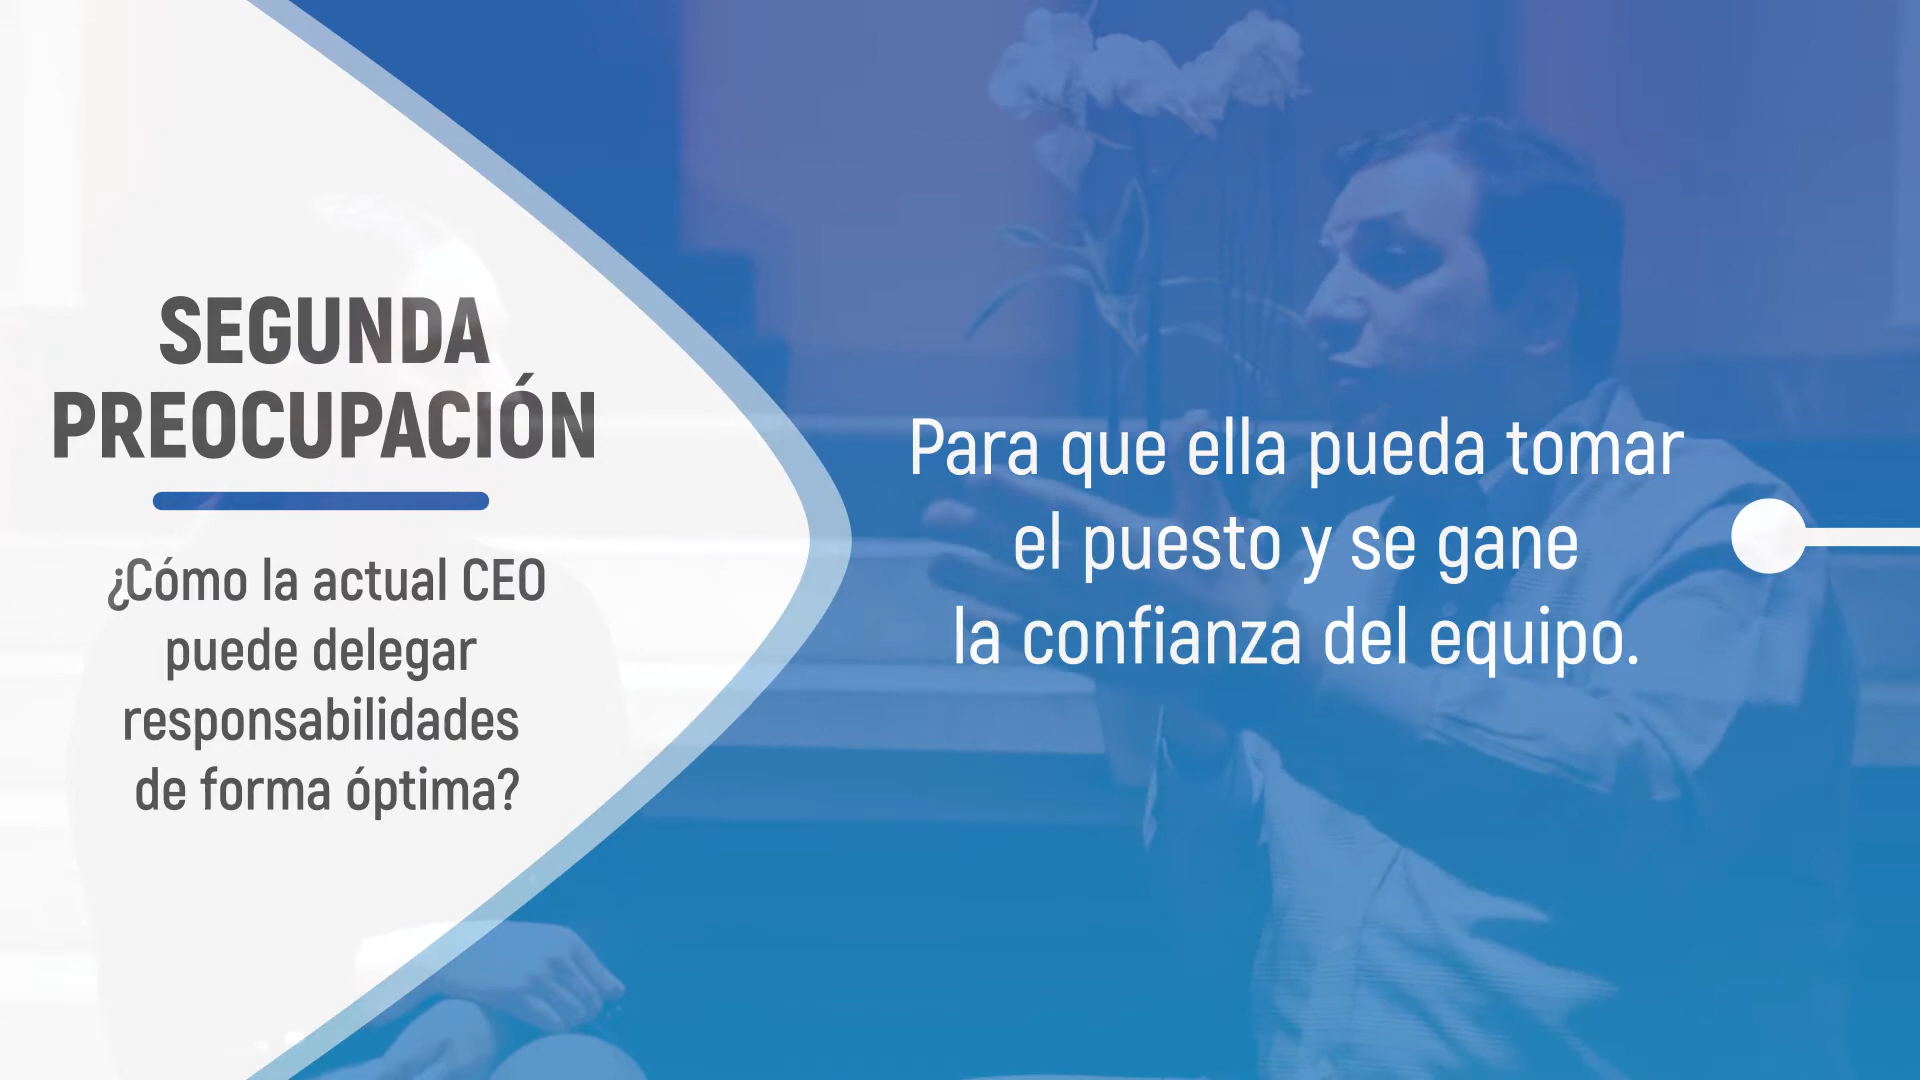 SEGUNDA
PREOCUPACIÓN
¿Cómo la actual CEO
puede delegar
responsabilidades
de forma óptima?
Para que ella pueda tomar
el puesto y se gane
la confianza del equipo.